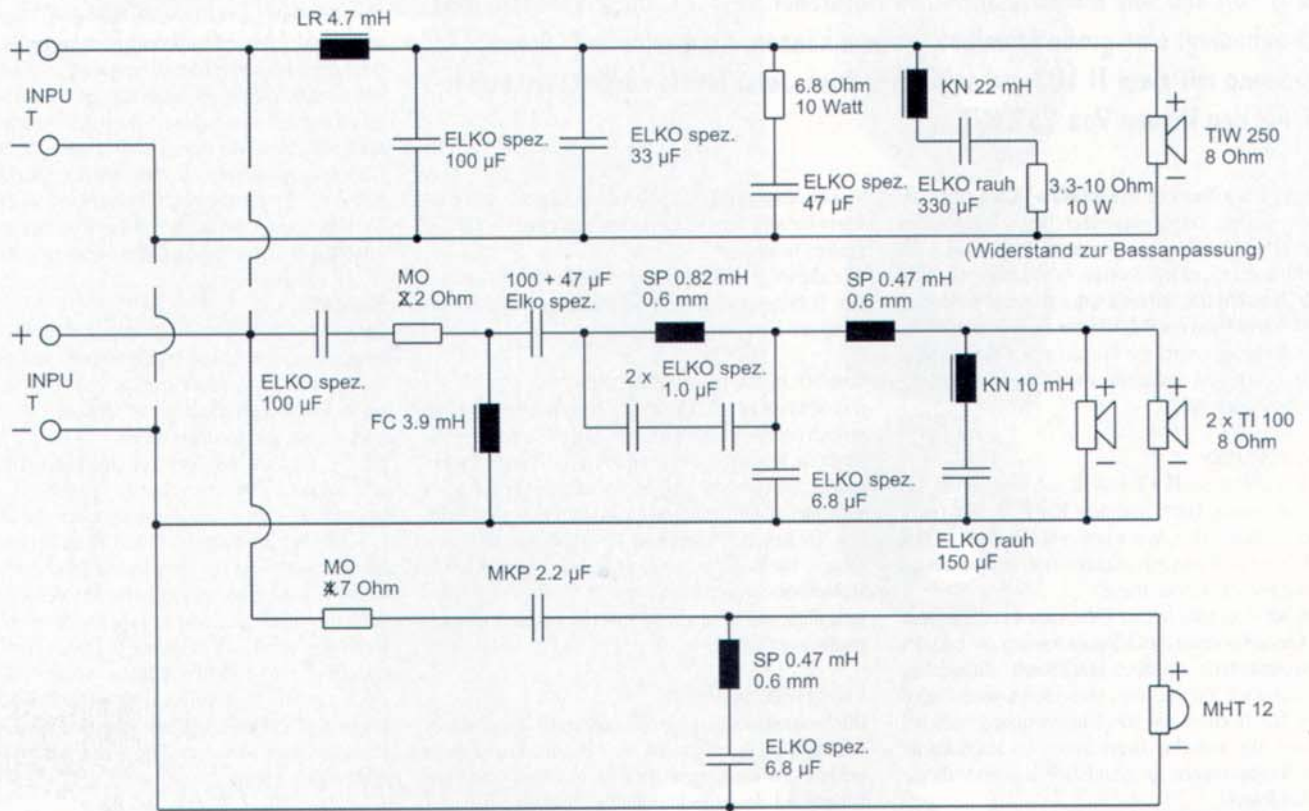 LR 4.7 mH
+
INPU
T
−
ELKO spez.
100 µF
ELKO spez.
33 µF
6.8 Ohm
10 Watt
ELKO spez.
47 µF
KN 22 mH
ELKO rauh
330 µF
3.3-10 Ohm
10 W
(Widerstand zur Bassanpassung)
+
TIW 250
8 Ohm
−
+
INPU
T
−
ELKO spez.
100 µF
MO
2.2 Ohm
FC 3.9 mH
100 + 47 µF
Elko spez.
SP 0.82 mH
0.6 mm
2 x
ELKO spez.
1.0 µF
ELKO spez.
6.8 µF
SP 0.47 mH
0.6 mm
KN 10 mH
ELKO rauh
150 µF
+
−
+
−
2 x TI 100
8 Ohm
MO
.7 Ohm
MKP 2.2 µF
SP 0.47 mH
0.6 mm
ELKO spez.
6.8 µF
+
MHT 12
−